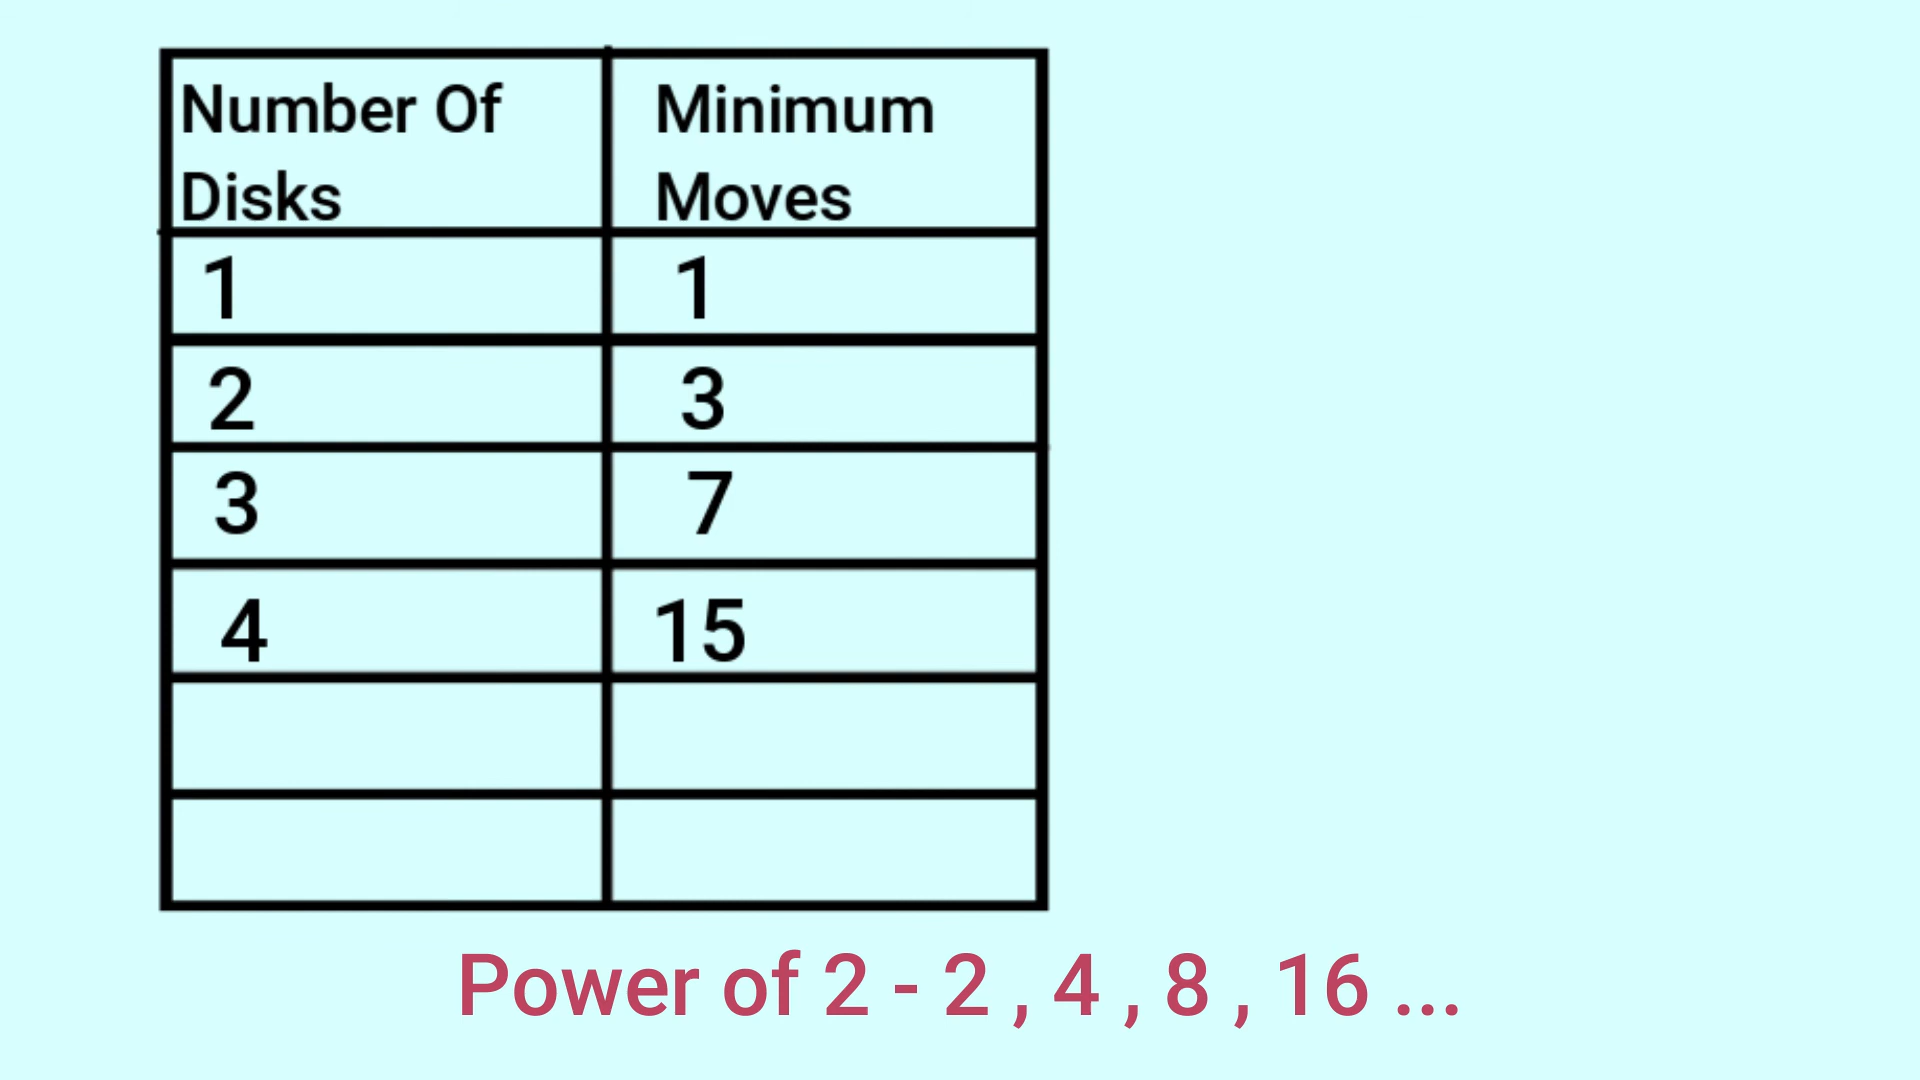 Number Of Minimum
Disks Moves
1 1
2 3
3 7
4 15
Power of 2 - 2 , 4 , 8 , 16 ...